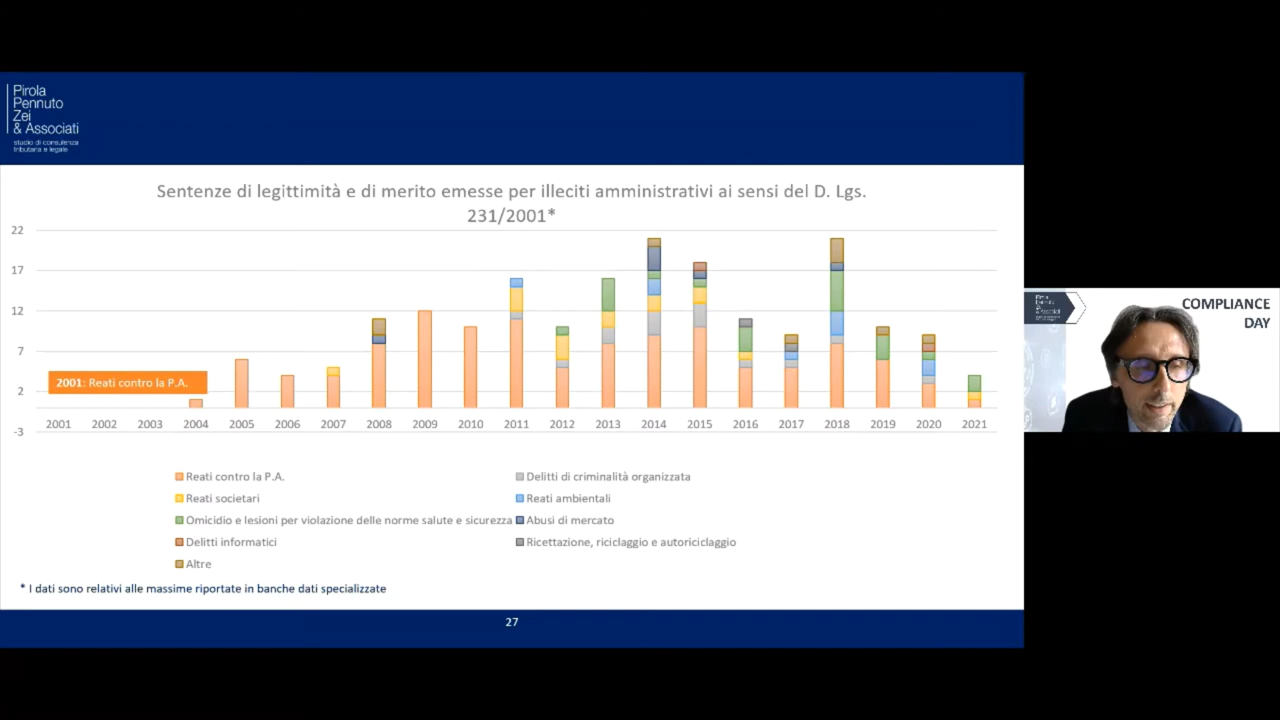 Pirola
Pennuto
Zei
& Associati
studio di consulenza
tributaria e legale
Sentenze di legittimità e di merito emesse per illeciti amministrativi ai sensi del D. Lgs.
231/2001*
22
17
12
7
2
-3
2001: Reati contro la P.A.
2001 2002 2003 2004 2005 2006 2007 2008 2009 2010 2011 2012 2013 2014 2015 2016 2017 2018 2019 2020 2021
Reati contro la P.A. Delitti di criminalità organizzata
Reati societari Reati ambientali
Omicidio e lesioni per violazione delle norme salute e sicurezza Abusi di mercato
Delitti informatici Ricettazione, riciclaggio e autoriciclaggio
Altre
* I dati sono relativi alle massime riportate in banche dati specializzate
27
COMPLIANCE
DAY